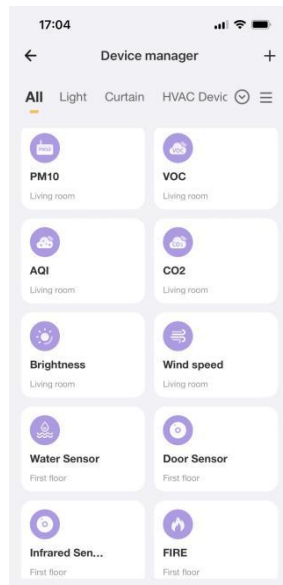 17:04
Device manager
All Light Curtain HVAC Devic
PM10
Living room
VOC
Living room
AQI
Living room
CO2
Living room
Brightness
Living room
Wind speed
Living room
Water Sensor
First floor
Door Sensor
First floor
Infrared Sen...
First floor
FIRE
First floor